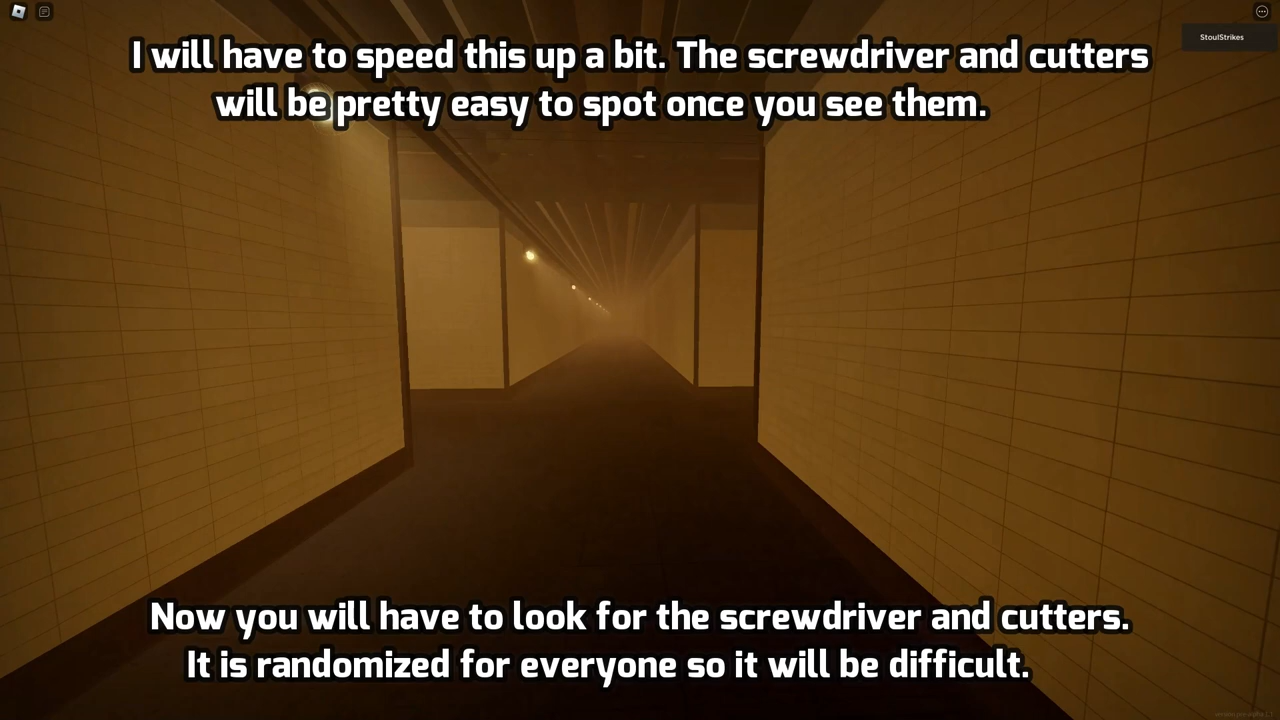 StoulStrikes
I will have to speed this up a bit. The screwdriver and cutters
will be pretty easy to spot once you see them.
Now you will have to look for the screwdriver and cutters.
It is randomized for everyone so it will be difficult.